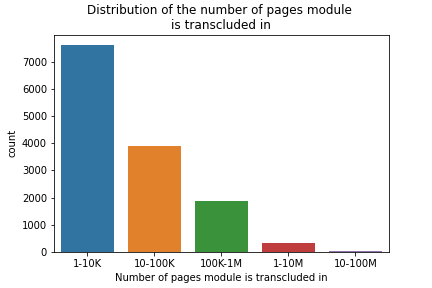 Distribution of the number of pages module
is transcluded in
7000
6000
5000
4000
3000
2000
1000
0
count
1-10K 10-100K 100K-1M 1-10M 10-100M
Number of pages module is transcluded in